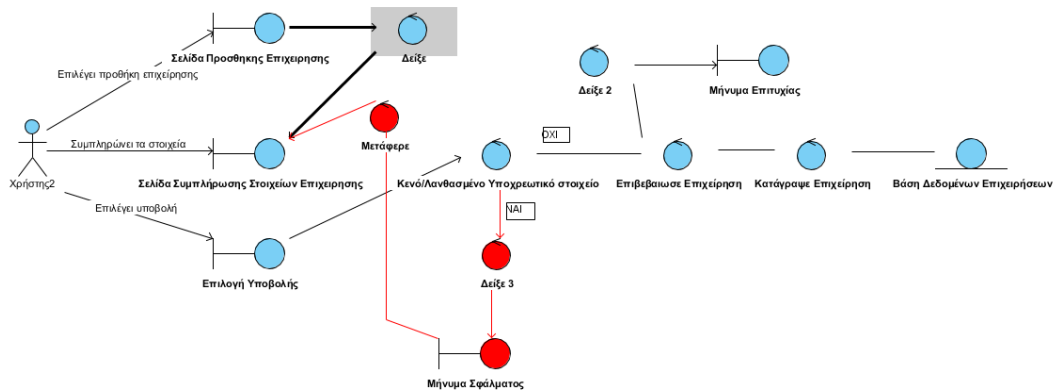 Σελίδα Προσθηκης Επιχειρησης
Δείξε
Επιλέγει προθήκη επιχείρησης
Δείξε 2
Μήνυμα Επιτυχίας
Χρήστης2
Συμπληρώνει τα στοιχεία
Μετάφερε
ΟΧΙ
Σελίδα Συμπλήρωσης Στοιχείων Επιχειρησης
Κενό/Λανθασμένο Υποχρεωτικό στοιχείο
Επιβεβαιωσε Επιχείρηση
Κατάγραψε Επιχείρηση
Βάση Δεδομένων Επιχειρήσεων
Επιλέγει υποβολή
ΝΑΙ
Επιλογή Υποβολής
Δείξε 3
Μήνυμα Σφάλματος